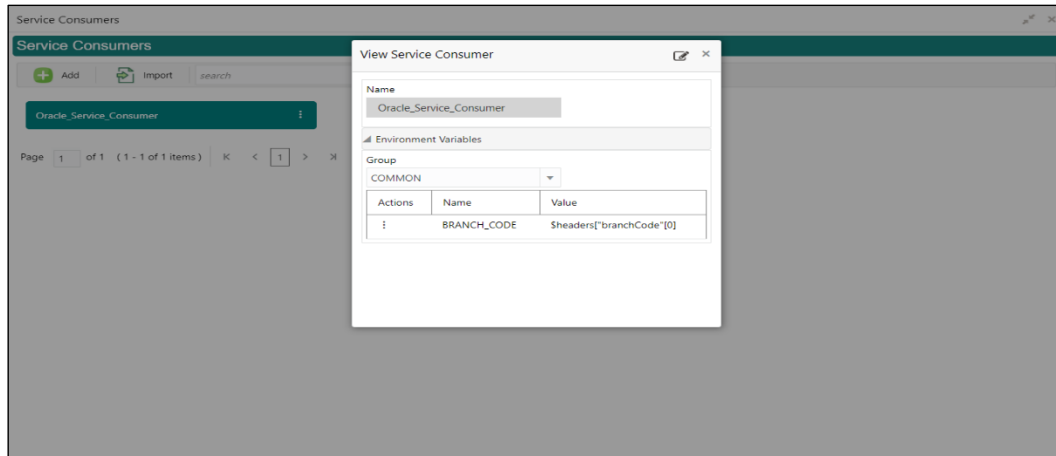 Service Consumers
Service Consumers
Add Import search
Oracle_Service_Consumer
Page 1 of 1 (1 - 1 of 1 items) 1
View Service Consumer
Name
Oracle_Service_Consumer
Environment Variables
Group
COMMON
Actions Name Value
BRANCH_CODE $headers["branchCode"[0]